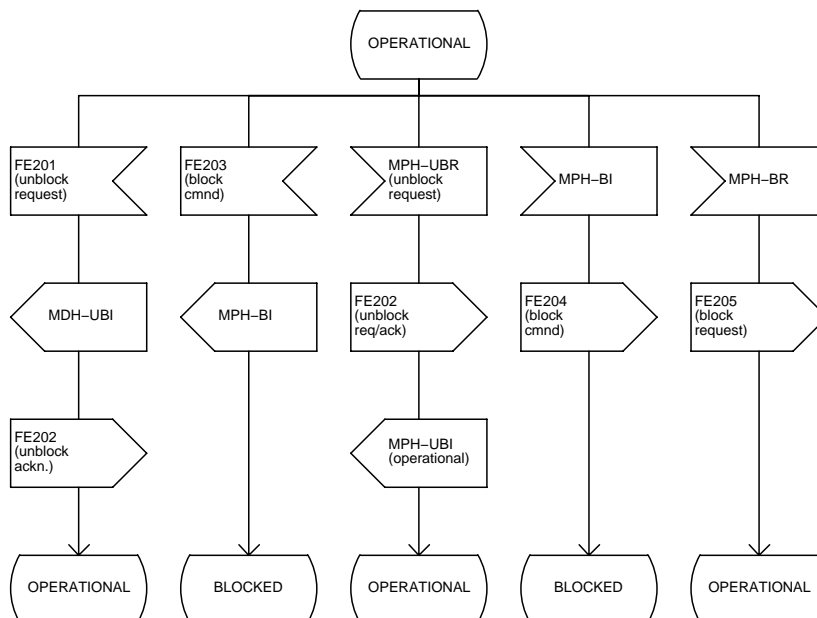 OPERATIONAL
FE201
(unblock
request)
FE203
(block
cmnd)
MPH−UBR
(unblock
request)
MPH−BI
MPH−BR
MDH−UBI
MPH−BI
FE202
(unblock
req/ack)
FE204
(block
cmnd)
FE205
(block
request)
FE202
(unblock
ackn.)
MPH−UBI
(operational)
OPERATIONAL
BLOCKED
OPERATIONAL
BLOCKED
OPERATIONAL